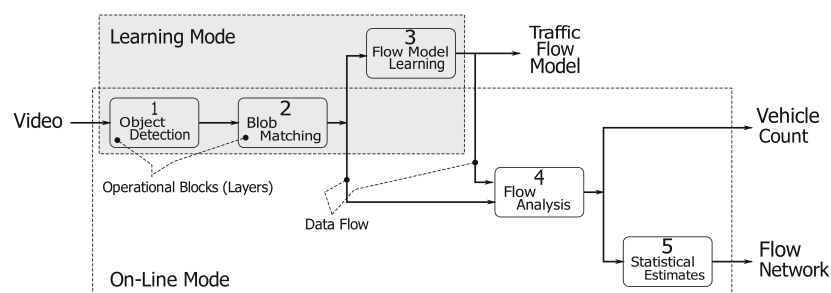 Learning Mode
3
Flow Model
Learning
Traffic
Flow
Model
Video
1
Object
Detection
2
Blob
Matching
Vehicle
Count
Operational Blocks (Layers)
4
Flow
Analysis
Data Flow
5
Statistical
Estimates
Flow
Network
On-Line Mode